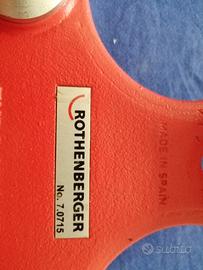 ROTHENBERGER
No. 7.0715
MADE IN SPAIN
subito